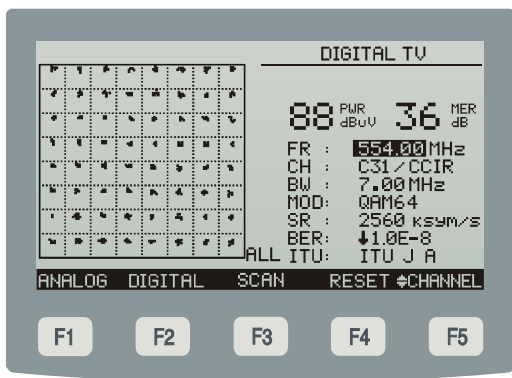 DIGITAL TV
88 PWR dBuV 36 MER dB
FR : 554.00 MHz
CH : C31/CCIR
BW : 7.00 MHz
MOD: QAM64
SR : 2560 ksym/s
BER: ↓1.0E-8
ALL ITU: ITU J A
ANALOG DIGITAL SCAN RESET ♦CHANNEL
F1 F2 F3 F4 F5